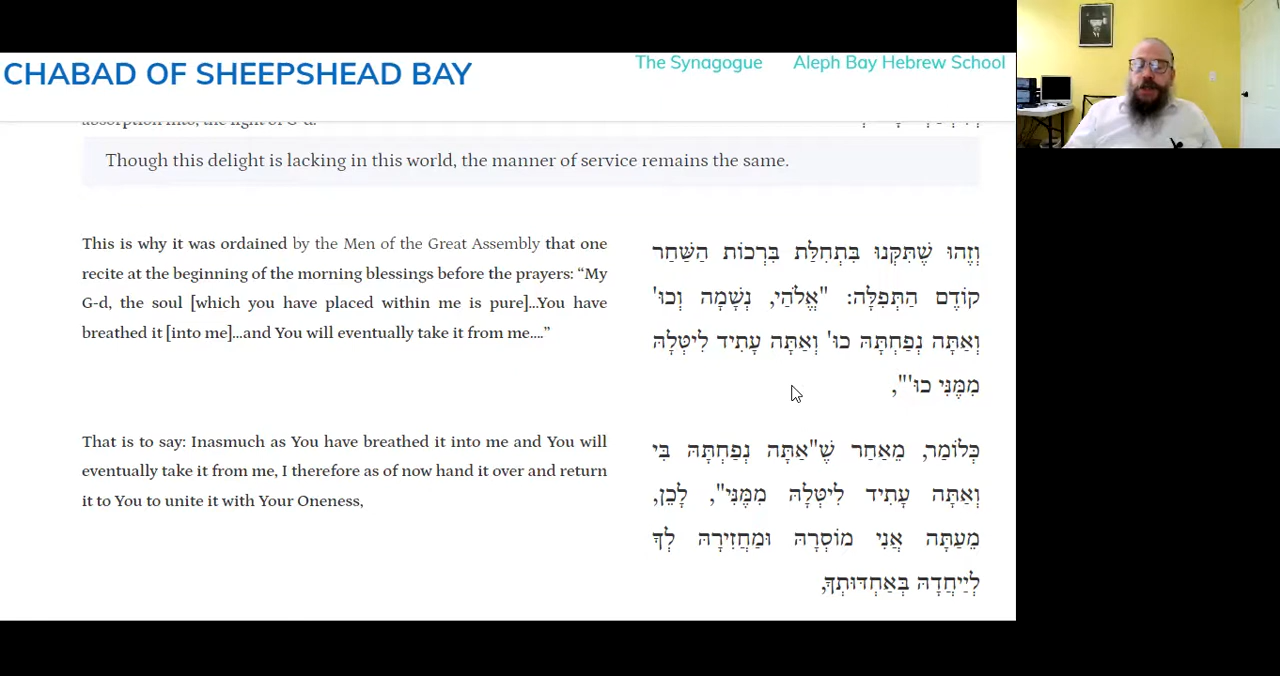 CHABAD OF SHEEPSHEAD BAY
The Synagogue Aleph Bay Hebrew School
absorption into, the light of G-d.
Though this delight is lacking in this world, the manner of service remains the same.
This is why it was ordained by the Men of the Great Assembly that one
recite at the beginning of the morning blessings before the prayers: “My
G-d, the soul [which you have placed within me is pure]...You have
breathed it [into me]...and You will eventually take it from me....”
וְזֶהוּ שֶׁתִּקְּנוּ בִּתְחִלַּת בִּרְכוֹת הַשַּׁחַר
קוֹדֶם הַתְּפִלָּה: "אֱלֹהַי, נְשָׁמָה וְכוּ'
וְאַתָּה נְפַחְתָּהּ כוּ' וְאַתָּה עָתִיד לִיטְּלָהּ
מִמֶּנִּי כוּ'",
That is to say: Inasmuch as You have breathed it into me and You will
eventually take it from me, I therefore as of now hand it over and return
it to You to unite it with Your Oneness,
כְּלוֹמַר, מֵאַחַר שֶׁ"אַתָּה נְפַחְתָּהּ בִּי
וְאַתָּה עָתִיד לִיטְּלָהּ מִמֶּנִּי", לָכֵן,
מֵעַתָּה אֲנִי מוֹסְרָהּ וּמַחֲזִירָהּ לְךָ
לְיַיחֲדָהּ בְּאַחְדּוּתְךָ,